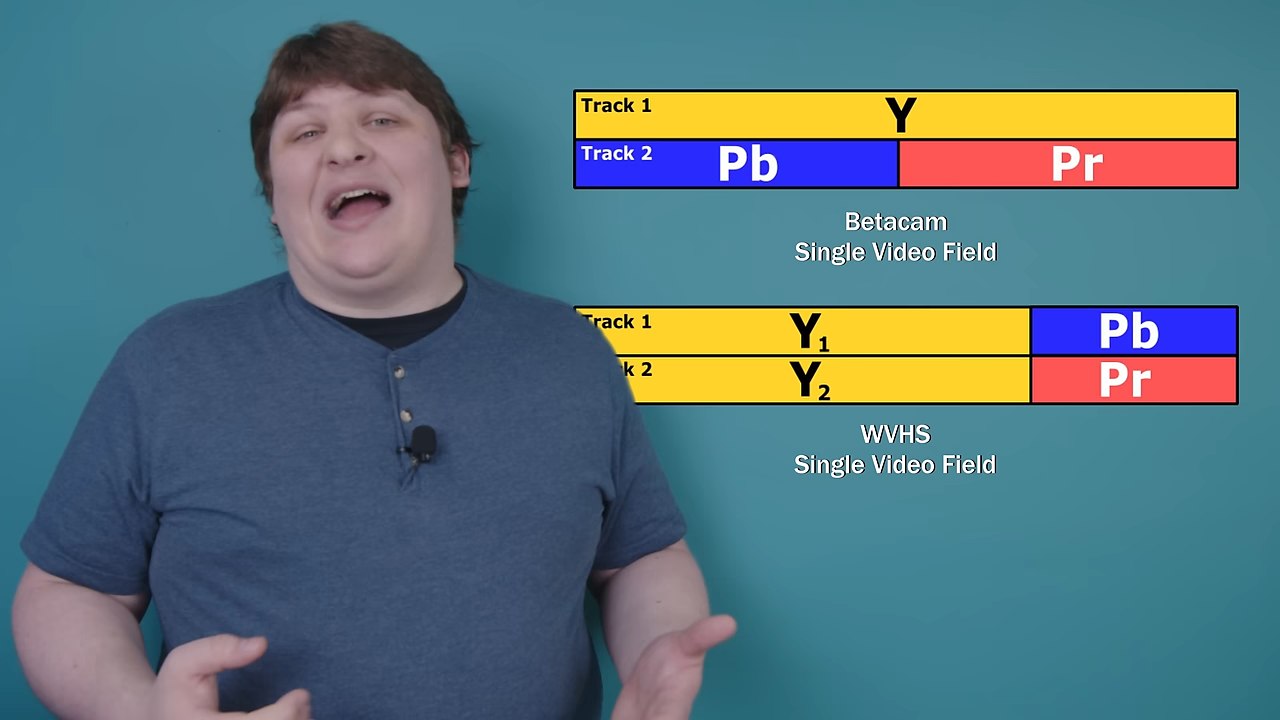 Track 1 Y
Track 2 Pb Pr
Betacam
Single Video Field
Track 1 Y1 Pb
2 Y2 Pr
WVHS
Single Video Field